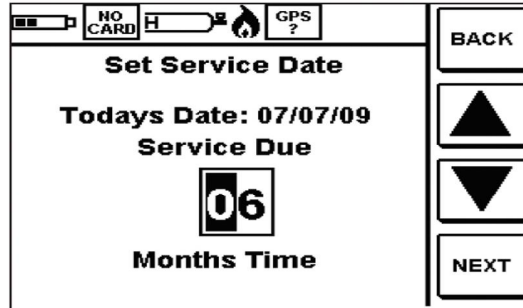 NO
CARD
H
GPS
?
BACK
Set Service Date
Todays Date: 07/07/09
Service Due
06
Months Time
NEXT